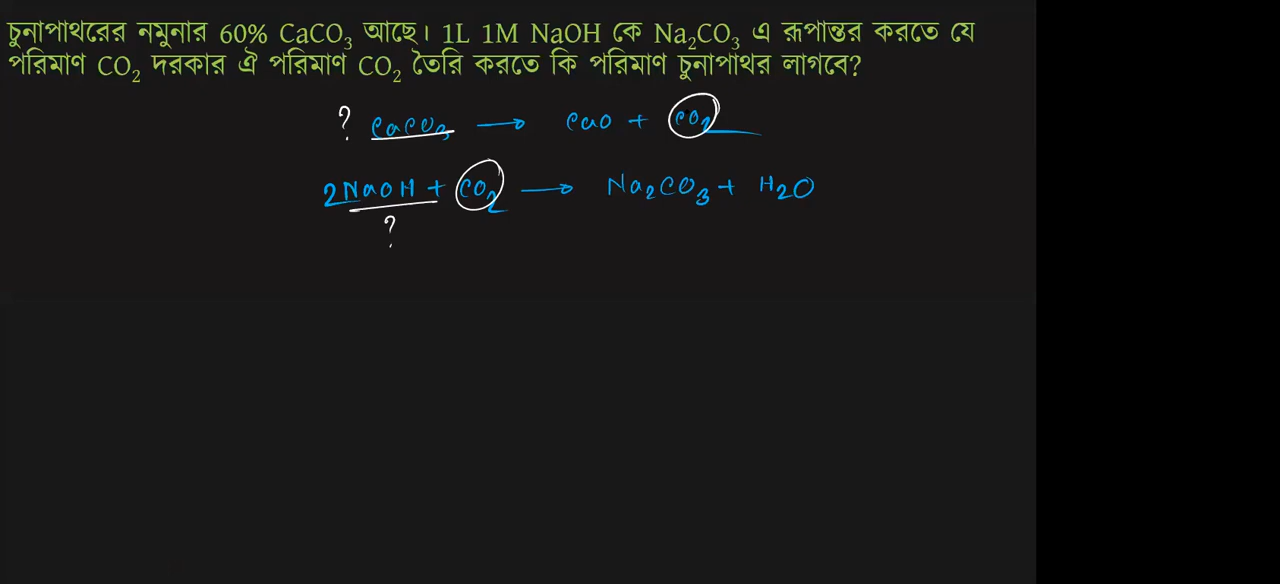 চুনাপাথরের নমুনার 60% CaCO₃ আছে। 1L 1M NaOH কে Na₂CO₃ এ রূপান্তর করতে যে
পরিমাণ CO₂ দরকার ঐ পরিমাণ CO₂ তৈরি করতে কি পরিমাণ চুনাপাথর লাগবে?
? CaCO₃ → CaO + CO₂
2NaOH + CO₂ → Na₂CO₃ + H₂O
?